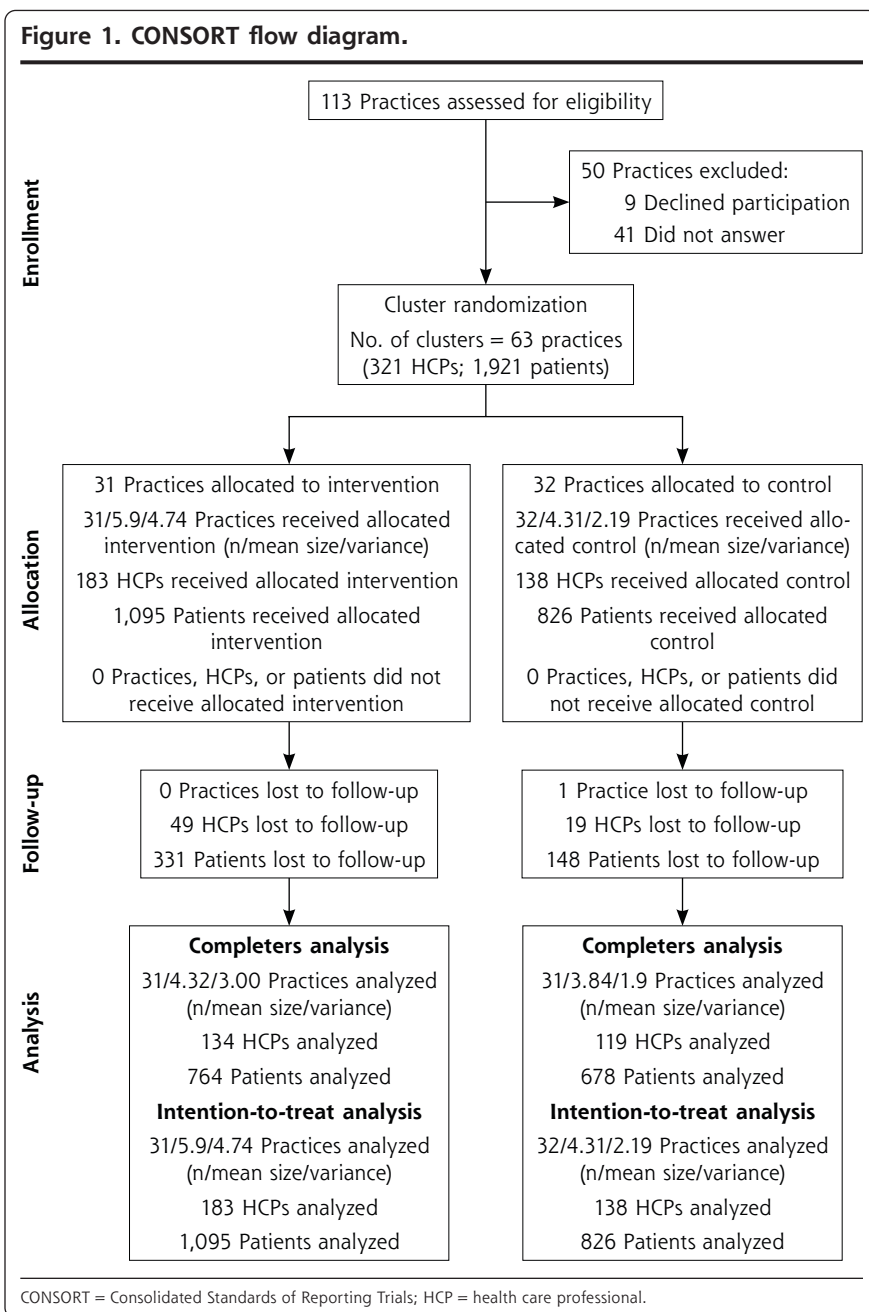 Figure 1. CONSORT flow diagram.
Enrollment
113 Practices assessed for eligibility
50 Practices excluded:
9 Declined participation
41 Did not answer
Cluster randomization
No. of clusters = 63 practices
(321 HCPs; 1,921 patients)
Allocation
31 Practices allocated to intervention
31/5.9/4.74 Practices received allocated
intervention (n/mean size/variance)
183 HCPs received allocated intervention
1,095 Patients received allocated
intervention
0 Practices, HCPs, or patients did not
receive allocated intervention
32 Practices allocated to control
32/4.31/2.19 Practices received allo-
cated control (n/mean size/variance)
138 HCPs received allocated control
826 Patients received allocated
control
0 Practices, HCPs, or patients did
not receive allocated control
Follow-up
0 Practices lost to follow-up
49 HCPs lost to follow-up
331 Patients lost to follow-up
1 Practice lost to follow-up
19 HCPs lost to follow-up
148 Patients lost to follow-up
Analysis
Completers analysis
31/4.32/3.00 Practices analyzed
(n/mean size/variance)
134 HCPs analyzed
764 Patients analyzed
Intention-to-treat analysis
31/5.9/4.74 Practices analyzed
(n/mean size/variance)
183 HCPs analyzed
1,095 Patients analyzed
Completers analysis
31/3.84/1.9 Practices analyzed
(n/mean size/variance)
119 HCPs analyzed
678 Patients analyzed
Intention-to-treat analysis
32/4.31/2.19 Practices analyzed
(n/mean size/variance)
138 HCPs analyzed
826 Patients analyzed
CONSORT = Consolidated Standards of Reporting Trials; HCP = health care professional.